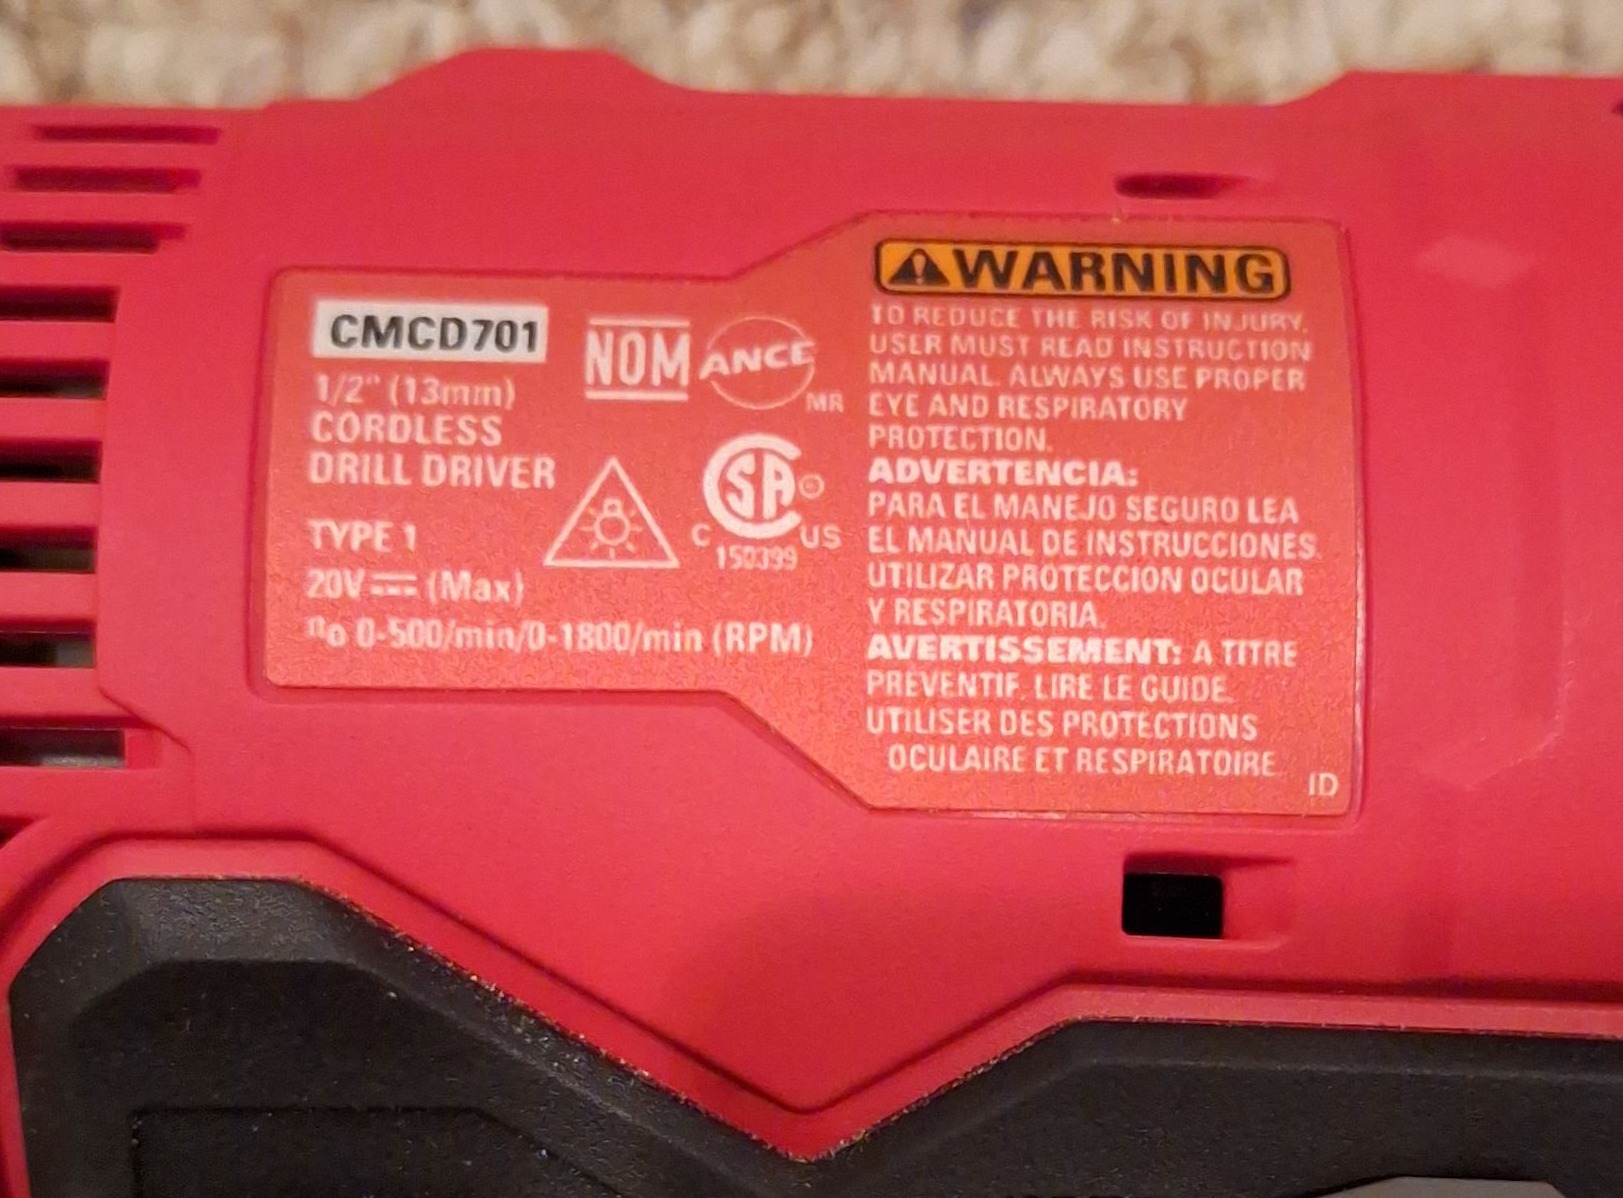 CMCD701
1/2" (13mm)
CORDLESS
DRILL DRIVER
TYPE 1
20V ⎓ (Max)
no 0-500/min/0-1800/min (RPM)
NOM
ANCE
MR
CSA
©
C US
150399
WARNING
TO REDUCE THE RISK OF INJURY,
USER MUST READ INSTRUCTION
MANUAL. ALWAYS USE PROPER
EYE AND RESPIRATORY
PROTECTION.
ADVERTENCIA:
PARA EL MANEJO SEGURO LEA
EL MANUAL DE INSTRUCCIONES.
UTILIZAR PROTECCION OCULAR
Y RESPIRATORIA.
AVERTISSEMENT: A TITRE
PREVENTIF, LIRE LE GUIDE.
UTILISER DES PROTECTIONS
OCULAIRE ET RESPIRATOIRE.
ID